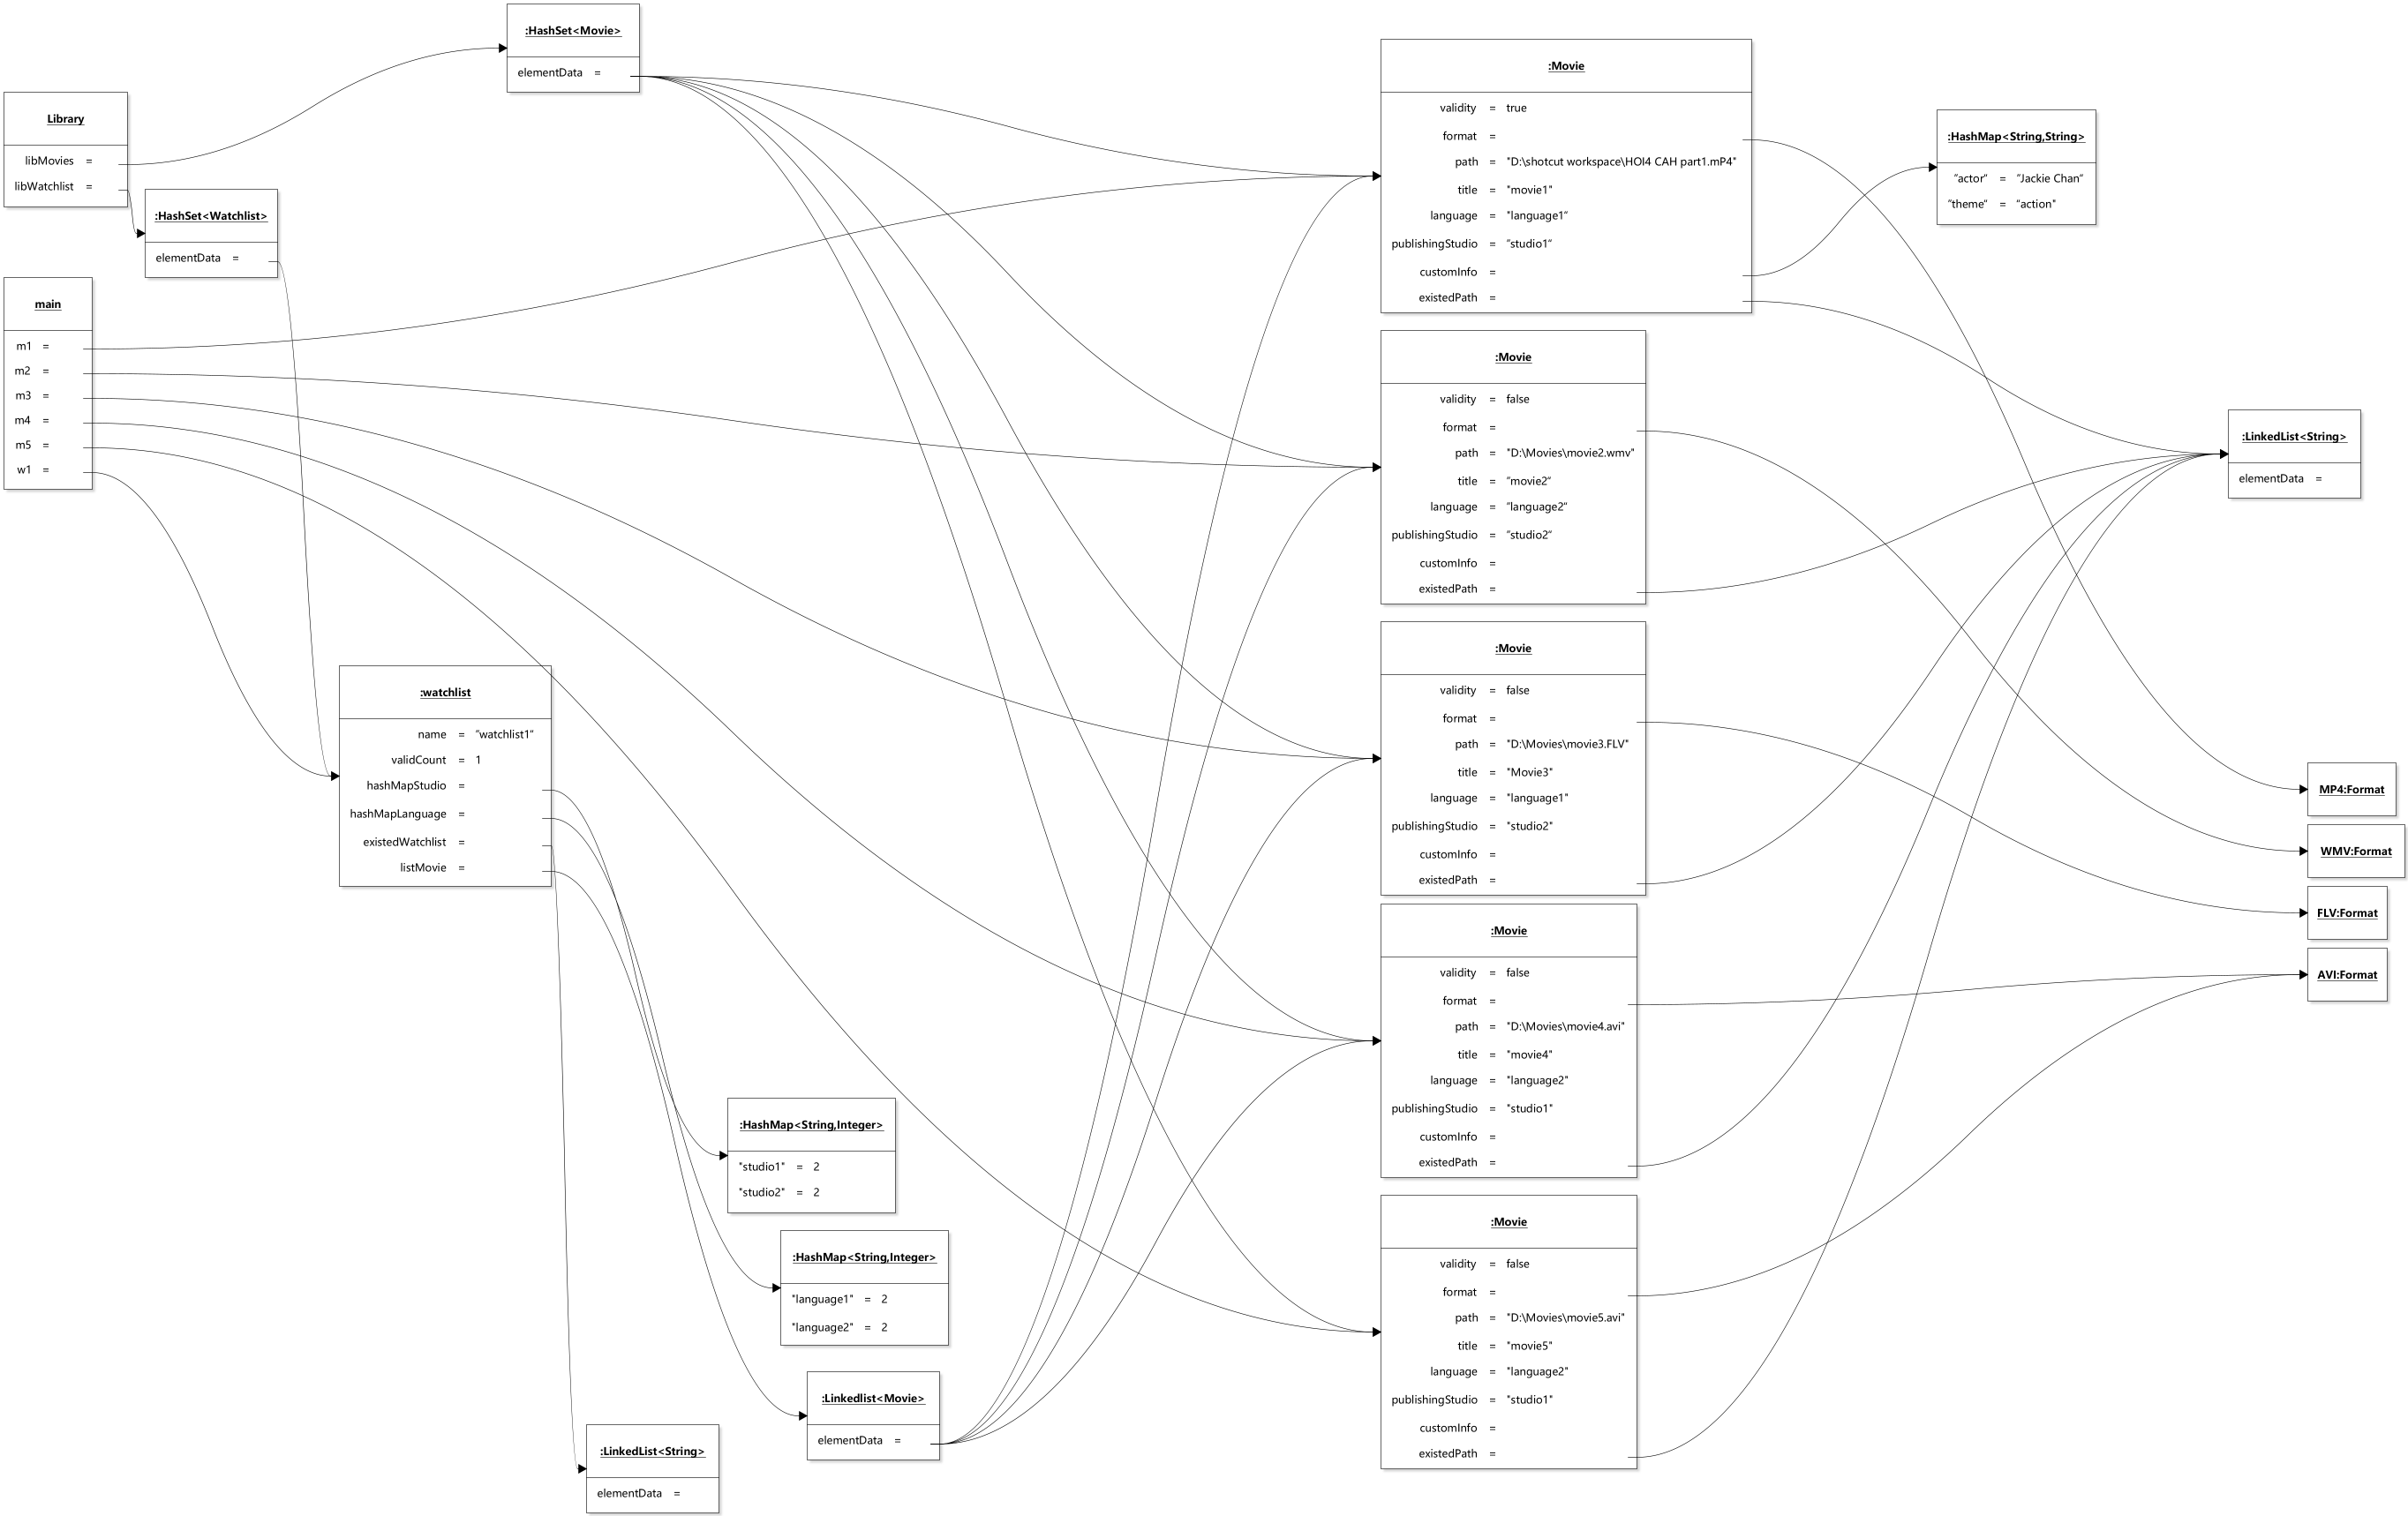 :HashSet<Movie>
elementData =
Library
libMovies =
libWatchlist =
:HashSet<Watchlist>
elementData =
main
m1 =
m2 =
m3 =
m4 =
m5 =
w1 =
:watchlist
name = "watchlist1"
validCount = 1
hashMapStudio =
hashMapLanguage =
existedWatchlist =
listMovie =
:HashMap<String,Integer>
"studio1" = 2
"studio2" = 2
:HashMap<String,Integer>
"language1" = 2
"language2" = 2
:Linkedlist<Movie>
elementData =
:LinkedList<String>
elementData =
:Movie
validity = true
format =
path = "D:\shotcut workspace\HOI4 CAH part1.mP4"
title = "movie1"
language = "language1"
publishingStudio = "studio1"
customInfo =
existedPath =
:Movie
validity = false
format =
path = "D:\Movies\movie2.wmv"
title = "movie2"
language = "language2"
publishingStudio = "studio2"
customInfo =
existedPath =
:Movie
validity = false
format =
path = "D:\Movies\movie3.FLV"
title = "Movie3"
language = "language1"
publishingStudio = "studio2"
customInfo =
existedPath =
:Movie
validity = false
format =
path = "D:\Movies\movie4.avi"
title = "movie4"
language = "language2"
publishingStudio = "studio1"
customInfo =
existedPath =
:Movie
validity = false
format =
path = "D:\Movies\movie5.avi"
title = "movie5"
language = "language2"
publishingStudio = "studio1"
customInfo =
existedPath =
:HashMap<String,String>
"actor" = "Jackie Chan"
"theme" = "action"
:LinkedList<String>
elementData =
MP4:Format
WMV:Format
FLV:Format
AVI:Format